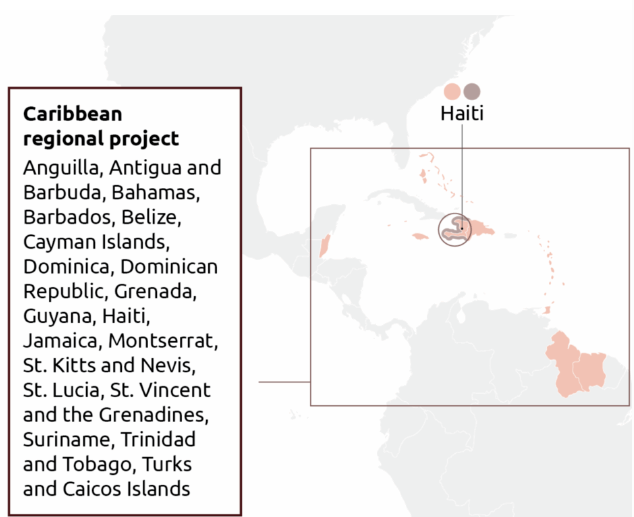 Caribbean
regional project
Anguilla, Antigua and
Barbuda, Bahamas,
Barbados, Belize,
Cayman Islands,
Dominica, Dominican
Republic, Grenada,
Guyana, Haiti,
Jamaica, Montserrat,
St. Kitts and Nevis,
St. Lucia, St. Vincent
and the Grenadines,
Suriname, Trinidad
and Tobago, Turks
and Caicos Islands
Haiti